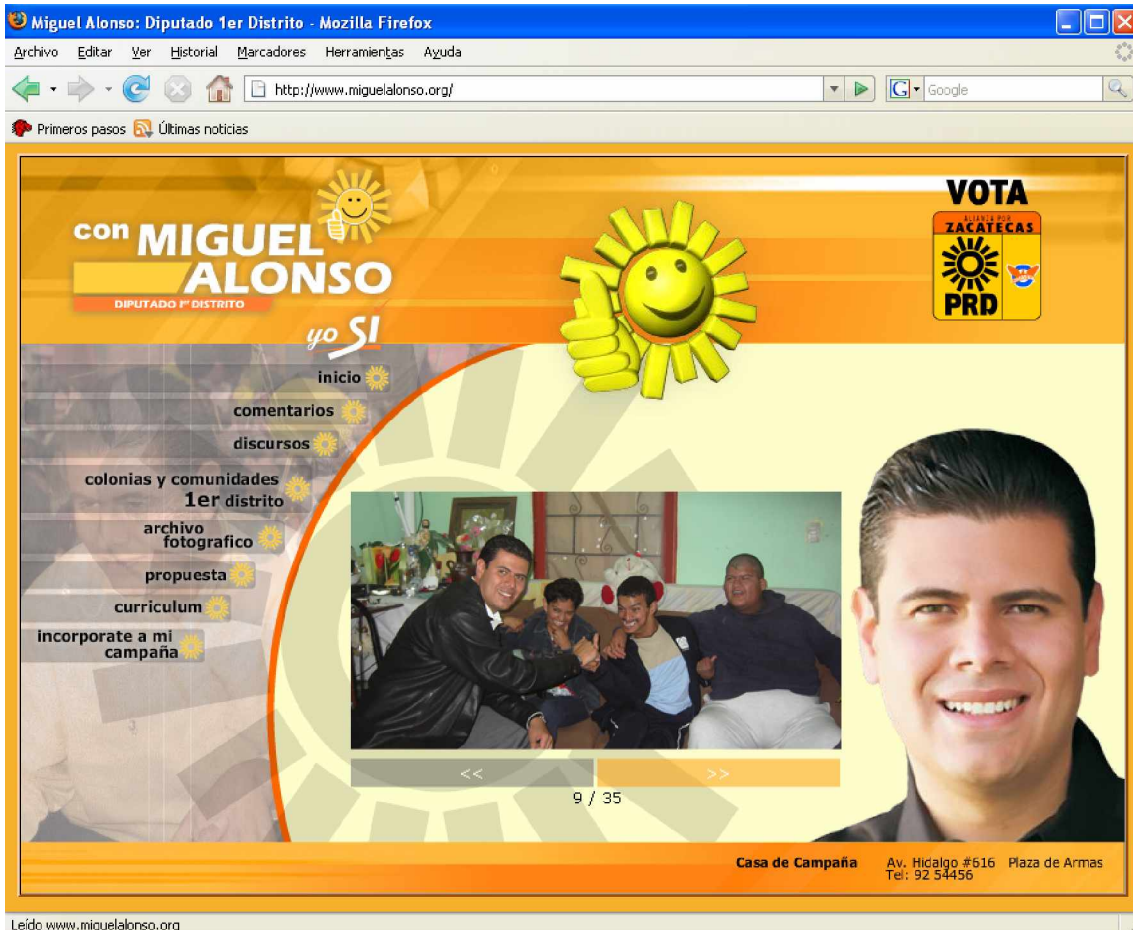 Miguel Alonso: Diputado 1er Distrito - Mozilla Firefox
Archivo Editar Ver Historial Marcadores Herramientas Ayuda
http://www.miguelalonso.org/
G
Google
Primeros pasos Últimas noticias
con MIGUEL
ALONSO
DIPUTADO 1er DISTRITO
yo SI
VOTA
ALIANZA POR
ZACATECAS
PRD
inicio
comentarios
discursos
colonias y comunidades
1er distrito
archivo
fotografico
propuesta
curriculum
incorporate a mi
campaña
<< >>
9 / 35
Casa de Campaña Av. Hidalgo #616 Plaza de Armas
Tel: 92 54456
Leído www.miguelalonso.org